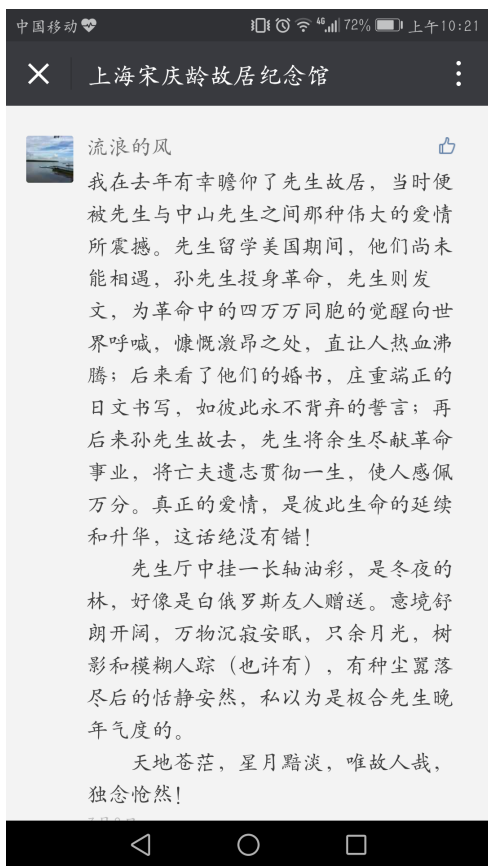 中国移动
4G 72% 上午10:21
上海宋庆龄故居纪念馆
流浪的风
我在去年有幸瞻仰了先生故居，当时便
被先生与中山先生之间那种伟大的爱情
所震撼。先生留学美国期间，他们尚未
能相遇，孙先生投身革命，先生则发
文，为革命中的四万万同胞的觉醒向世
界呼喊，慷慨激昂之处，直让人热血沸
腾；后来看了他们的婚书，庄重端正的
日文书写，如彼此永不背弃的誓言；再
后来孙先生故去，先生将余生尽献革命
事业，将亡夫遗志贯彻一生，使人感佩
万分。真正的爱情，是彼此生命的延续
和升华，这话绝没有错！
先生厅中挂一长轴油彩，是冬夜的
林，好像是白俄罗斯友人赠送。意境舒
朗开阔，万物沉寂安眠，只余月光，树
影和模糊人踪（也许有），有种尘嚣落
尽后的恬静安然，私以为是极合先生晚
年气度的。
天地苍茫，星月黯淡，唯故人哉，
独念怆然！